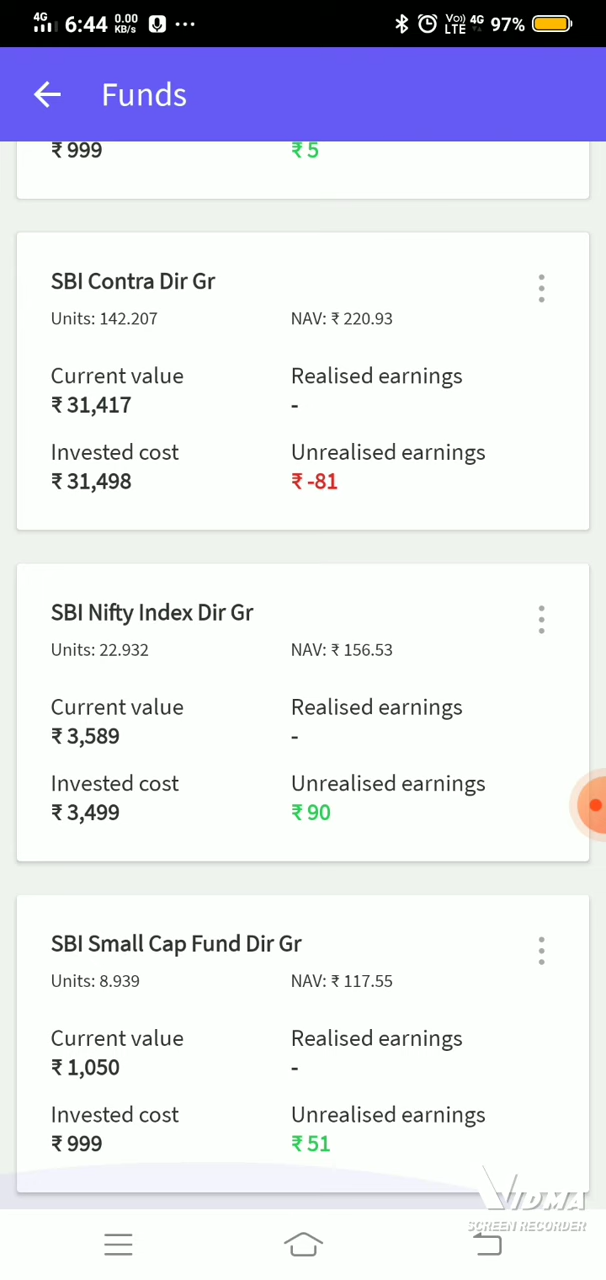 4G 6:44 0.00 KB/s ... Vo)) LTE 4G 97%
Funds
₹ 999 ₹ 5
SBI Contra Dir Gr
Units: 142.207 NAV: ₹ 220.93
Current value Realised earnings
₹ 31,417 -
Invested cost Unrealised earnings
₹ 31,498 ₹ -81
SBI Nifty Index Dir Gr
Units: 22.932 NAV: ₹ 156.53
Current value Realised earnings
₹ 3,589 -
Invested cost Unrealised earnings
₹ 3,499 ₹ 90
SBI Small Cap Fund Dir Gr
Units: 8.939 NAV: ₹ 117.55
Current value Realised earnings
₹ 1,050 -
Invested cost Unrealised earnings
₹ 999 ₹ 51
VIDMA
SCREEN RECORDER